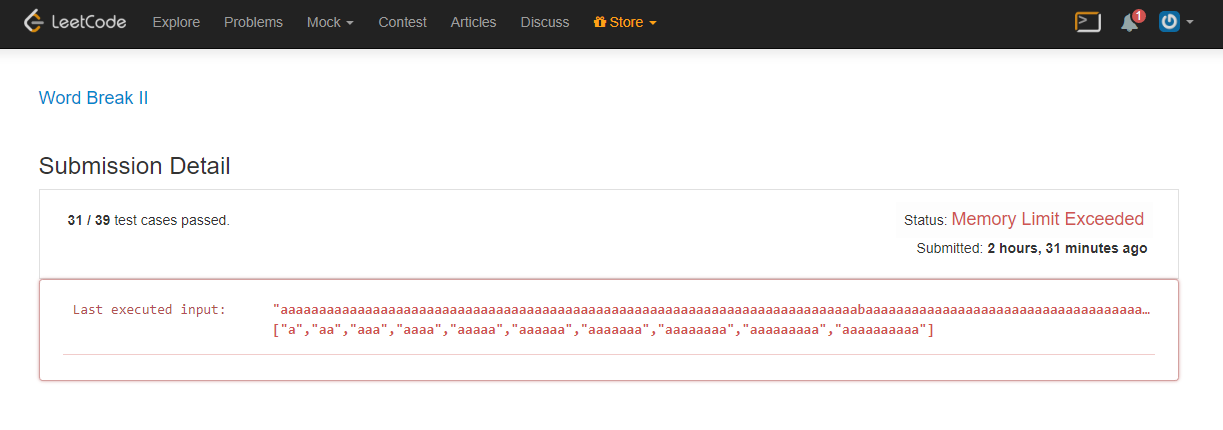 LeetCode Explore Problems Mock Contest Articles Discuss Store 1
Word Break II
Submission Detail
31 / 39 test cases passed. Status: Memory Limit Exceeded
Submitted: 2 hours, 31 minutes ago
Last executed input: "aaaaaaaaaaaaaaaaaaaaaaaaaaaaaaaaaaaaaaaaaaaaaaaaaaaaaaaaaaaaaaaaaaaaaaaaaaabaaaaaaaaaaaaaaaaaaaaaaaaaaaaaaaaaaaa…
["a","aa","aaa","aaaa","aaaaa","aaaaaa","aaaaaaa","aaaaaaaa","aaaaaaaaa","aaaaaaaaaa"]